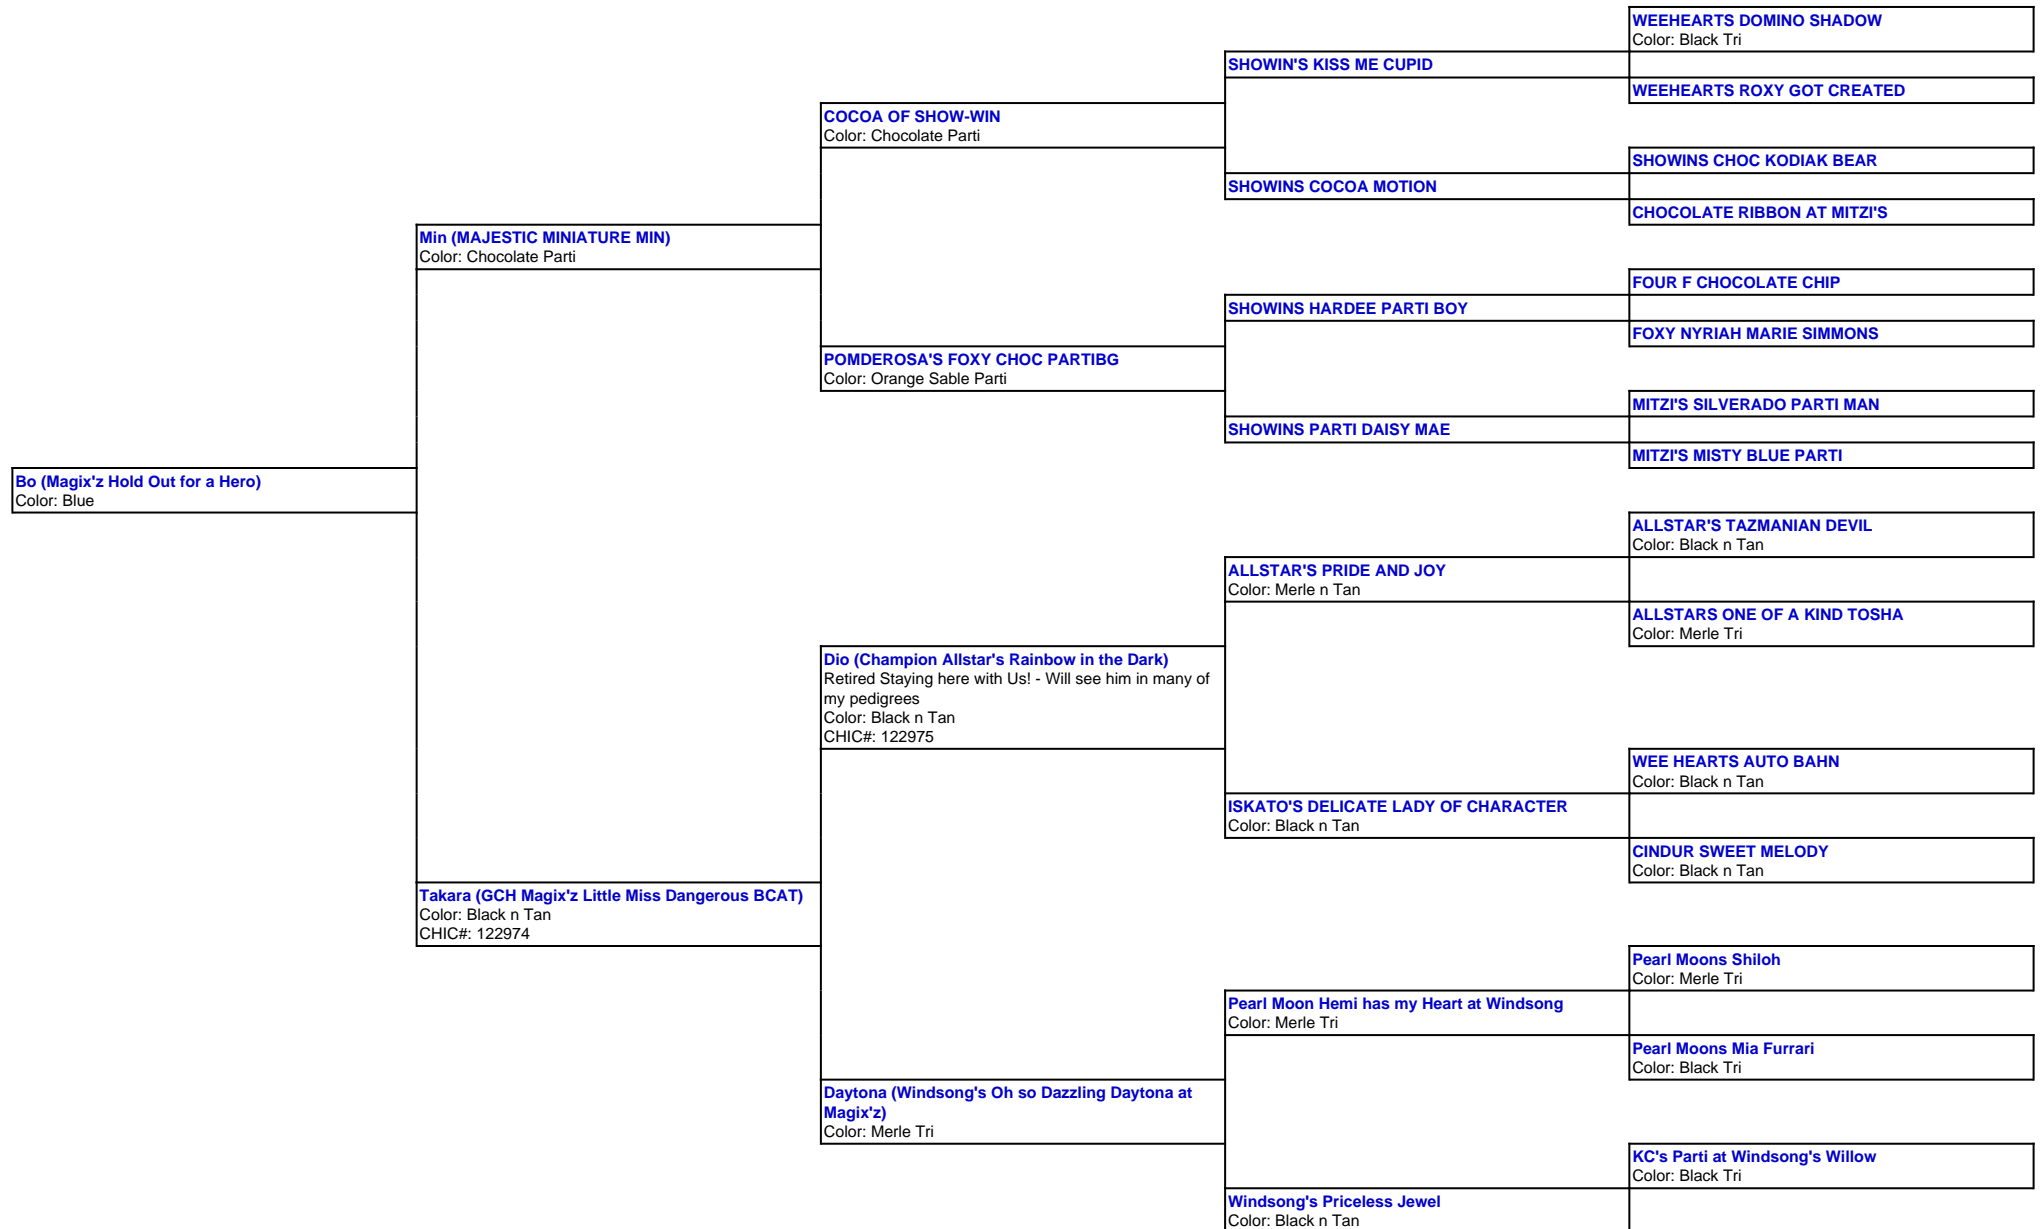 WEEHEARTS DOMINO SHADOW
Color: Black Tri
SHOWIN'S KISS ME CUPID
WEEHEARTS ROXY GOT CREATED
COCOA OF SHOW-WIN
Color: Chocolate Parti
SHOWINS CHOC KODIAK BEAR
SHOWINS COCOA MOTION
CHOCOLATE RIBBON AT MITZI'S
Min (MAJESTIC MINIATURE MIN)
Color: Chocolate Parti
FOUR F CHOCOLATE CHIP
SHOWINS HARDEE PARTI BOY
FOXY NYRIAH MARIE SIMMONS
POMDEROSA'S FOXY CHOC PARTIBG
Color: Orange Sable Parti
MITZI'S SILVERADO PARTI MAN
SHOWINS PARTI DAISY MAE
MITZI'S MISTY BLUE PARTI
Bo (Magix'z Hold Out for a Hero)
Color: Blue
ALLSTAR'S TAZMANIAN DEVIL
Color: Black n Tan
ALLSTAR'S PRIDE AND JOY
Color: Merle n Tan
ALLSTARS ONE OF A KIND TOSHA
Color: Merle Tri
Dio (Champion Allstar's Rainbow in the Dark)
Retired Staying here with Us! - Will see him in many of
my pedigrees
Color: Black n Tan
CHIC#: 122975
WEE HEARTS AUTO BAHN
Color: Black n Tan
ISKATO'S DELICATE LADY OF CHARACTER
Color: Black n Tan
CINDUR SWEET MELODY
Color: Black n Tan
Takara (GCH Magix'z Little Miss Dangerous BCAT)
Color: Black n Tan
CHIC#: 122974
Pearl Moons Shiloh
Color: Merle Tri
Pearl Moon Hemi has my Heart at Windsong
Color: Merle Tri
Pearl Moons Mia Furrari
Color: Black Tri
Daytona (Windsong's Oh so Dazzling Daytona at
Magix'z)
Color: Merle Tri
KC's Parti at Windsong's Willow
Color: Black Tri
Windsong's Priceless Jewel
Color: Black n Tan